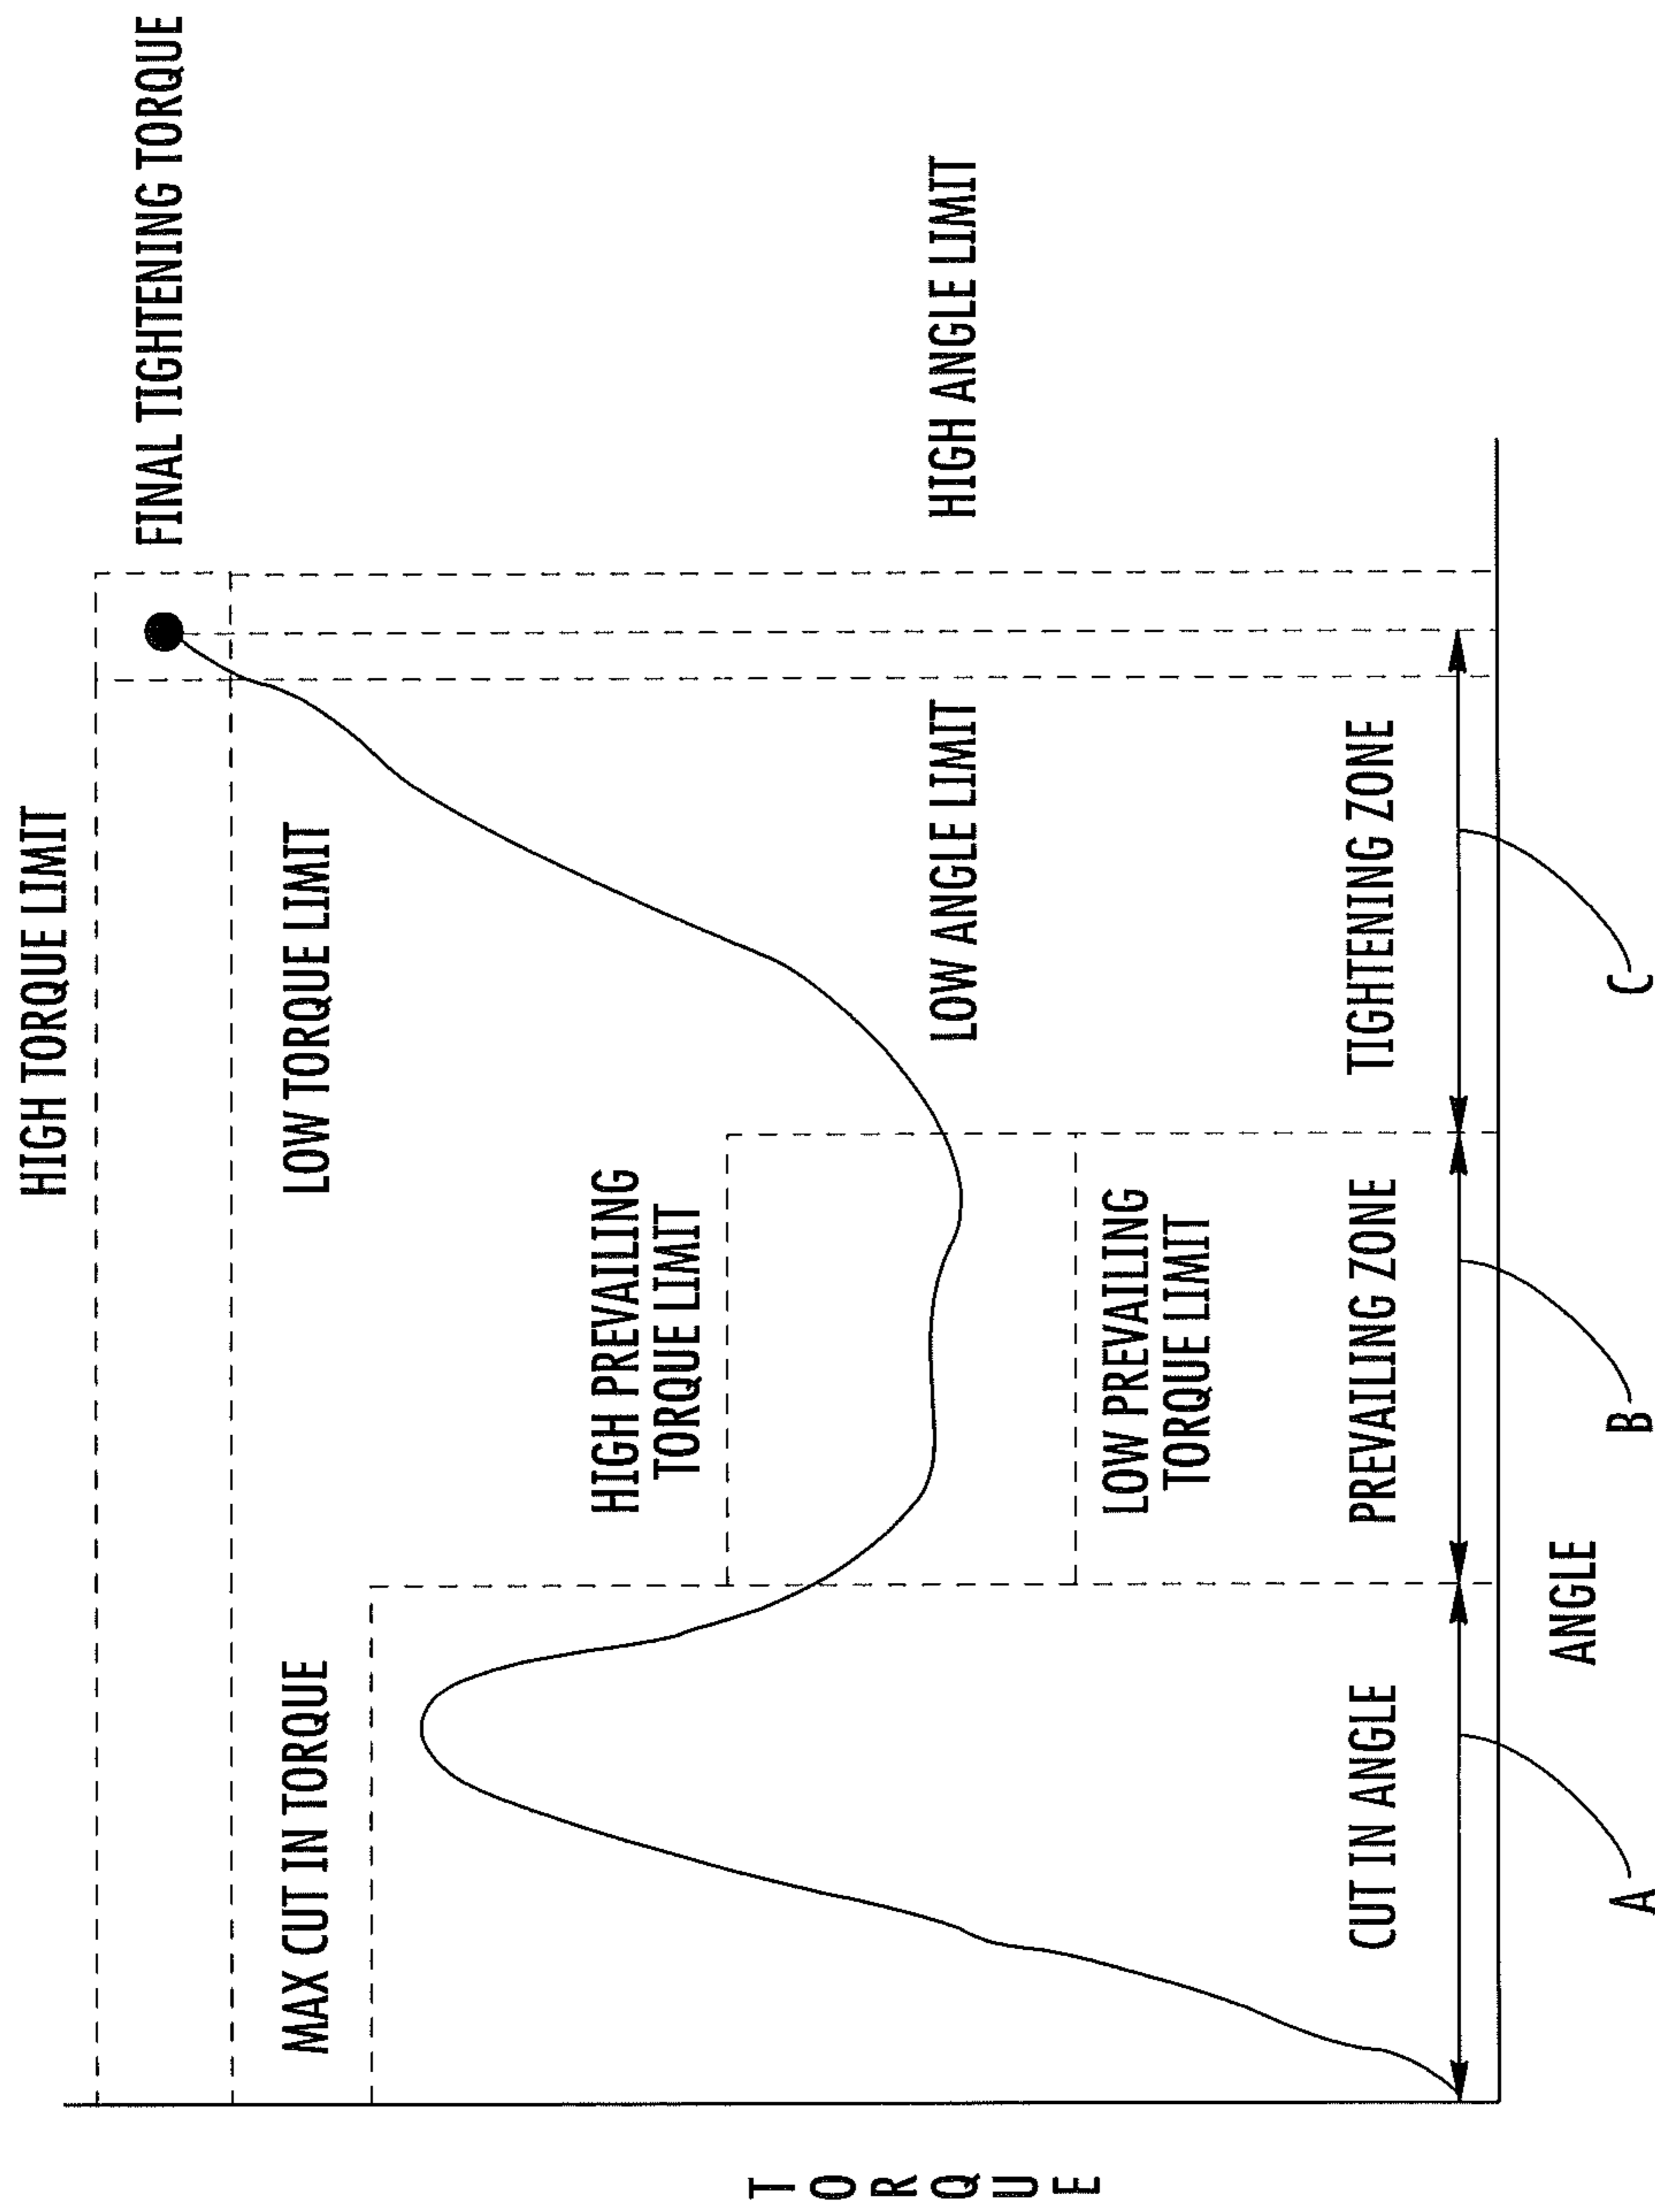 HIGH TORQUE LIMIT
FINAL TIGHTENING TORQUE
MAX CUT IN TORQUE
LOW TORQUE LIMIT
HIGH PREVAILING
TORQUE LIMIT
LOW ANGLE LIMIT
HIGH ANGLE LIMIT
LOW PREVAILING
TORQUE LIMIT
TORQUE
CUT IN ANGLE
PREVAILING ZONE
TIGHTENING ZONE
ANGLE
A
B
C